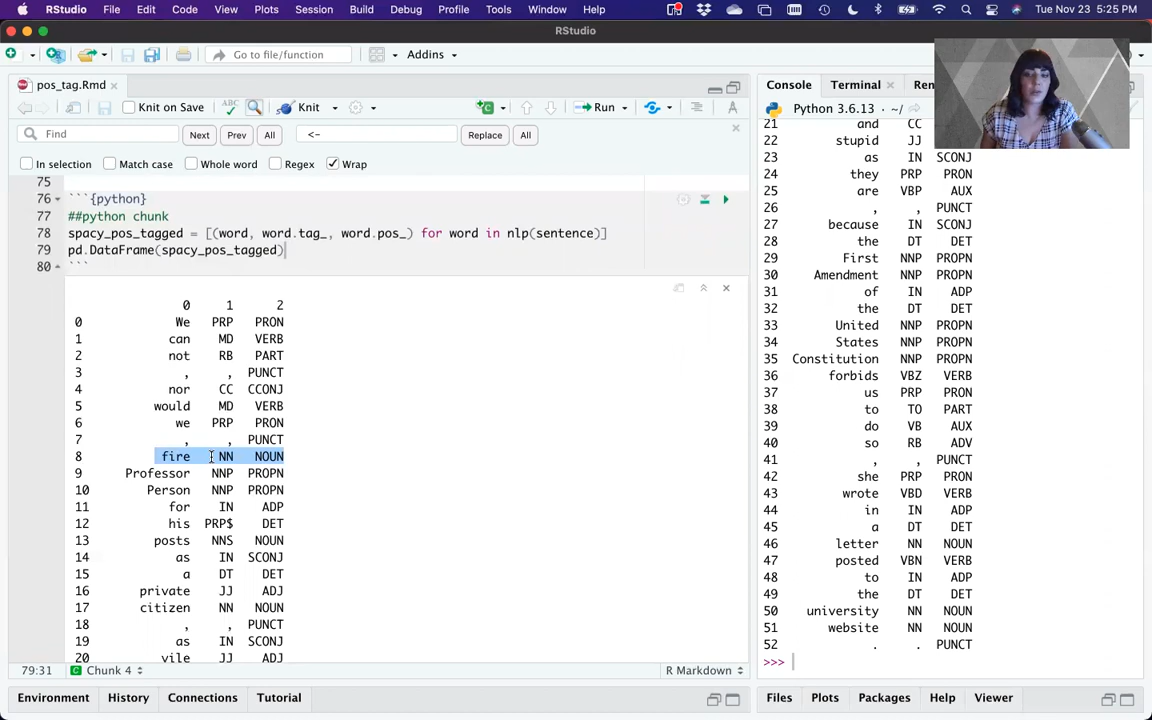 RStudio File Edit Code View Plots Session Build Debug Profile Tools Window Help Tue Nov 23 5:25 PM
RStudio
Go to file/function Addins
pos_tag.Rmd
Knit on Save ABC Knit Run
Find Next Prev All <- Replace All
In selection Match case Whole word Regex Wrap
75
76 ```{python}
77 ##python chunk
78 spacy_pos_tagged = [(word, word.tag_, word.pos_) for word in nlp(sentence)]
79 pd.DataFrame(spacy_pos_tagged)
80 ```
0 1 2
0 We PRP PRON
1 can MD VERB
2 not RB PART
3 , , PUNCT
4 nor CC CCONJ
5 would MD VERB
6 we PRP PRON
7 , , PUNCT
8 fire NN NOUN
9 Professor NNP PROPN
10 Person NNP PROPN
11 for IN ADP
12 his PRP$ DET
13 posts NNS NOUN
14 as IN SCONJ
15 a DT DET
16 private JJ ADJ
17 citizen NN NOUN
18 , , PUNCT
19 as IN SCONJ
20 vile JJ ADJ
79:31 Chunk 4 R Markdown
Environment History Connections Tutorial
Console Terminal Ren
Python 3.6.13 · ~/
21 and CC
22 stupid JJ
23 as IN SCONJ
24 they PRP PRON
25 are VBP AUX
26 , , PUNCT
27 because IN SCONJ
28 the DT DET
29 First NNP PROPN
30 Amendment NNP PROPN
31 of IN ADP
32 the DT DET
33 United NNP PROPN
34 States NNP PROPN
35 Constitution NNP PROPN
36 forbids VBZ VERB
37 us PRP PRON
38 to TO PART
39 do VB AUX
40 so RB ADV
41 , , PUNCT
42 she PRP PRON
43 wrote VBD VERB
44 in IN ADP
45 a DT DET
46 letter NN NOUN
47 posted VBN VERB
48 to IN ADP
49 the DT DET
50 university NN NOUN
51 website NN NOUN
52 . . PUNCT
>>>
Files Plots Packages Help Viewer